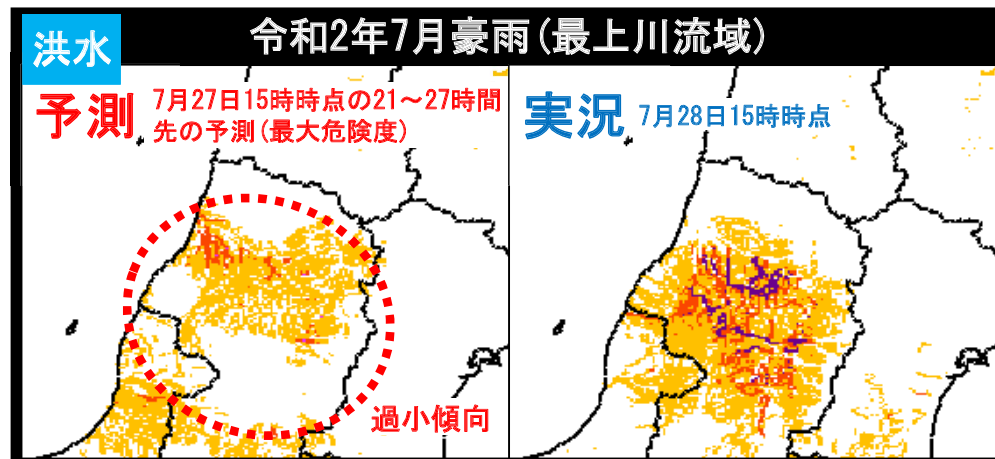 令和2年7月豪雨(最上川流域)
洪水
予測
7月27日15時時点の21～27時間
先の予測(最大危険度)
過小傾向
実況
7月28日15時時点